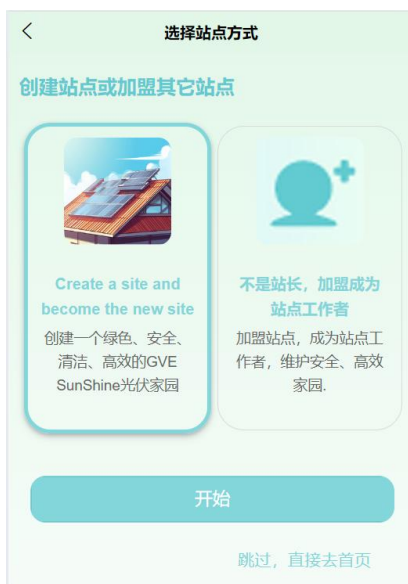 选择站点方式
创建站点或加盟其它站点
Create a site and
become the new site
创建一个绿色、安全、
清洁、高效的GVE
SunShine光伏家园
不是站长，加盟成为
站点工作者
加盟站点，成为站点工
作者，维护安全、高效
家园.
开始
跳过，直接去首页